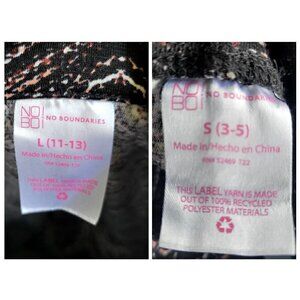 NO
BO
NO BOUNDARIES
L (11-13)
Made in/Hecho en China
NO
BO
NO BOUNDARIES
S (3-5)
Made in/Hecho en China
THIS LABEL YARN IS MADE
OUT OF 100% RECYCLED
POLYESTER MATERIALS